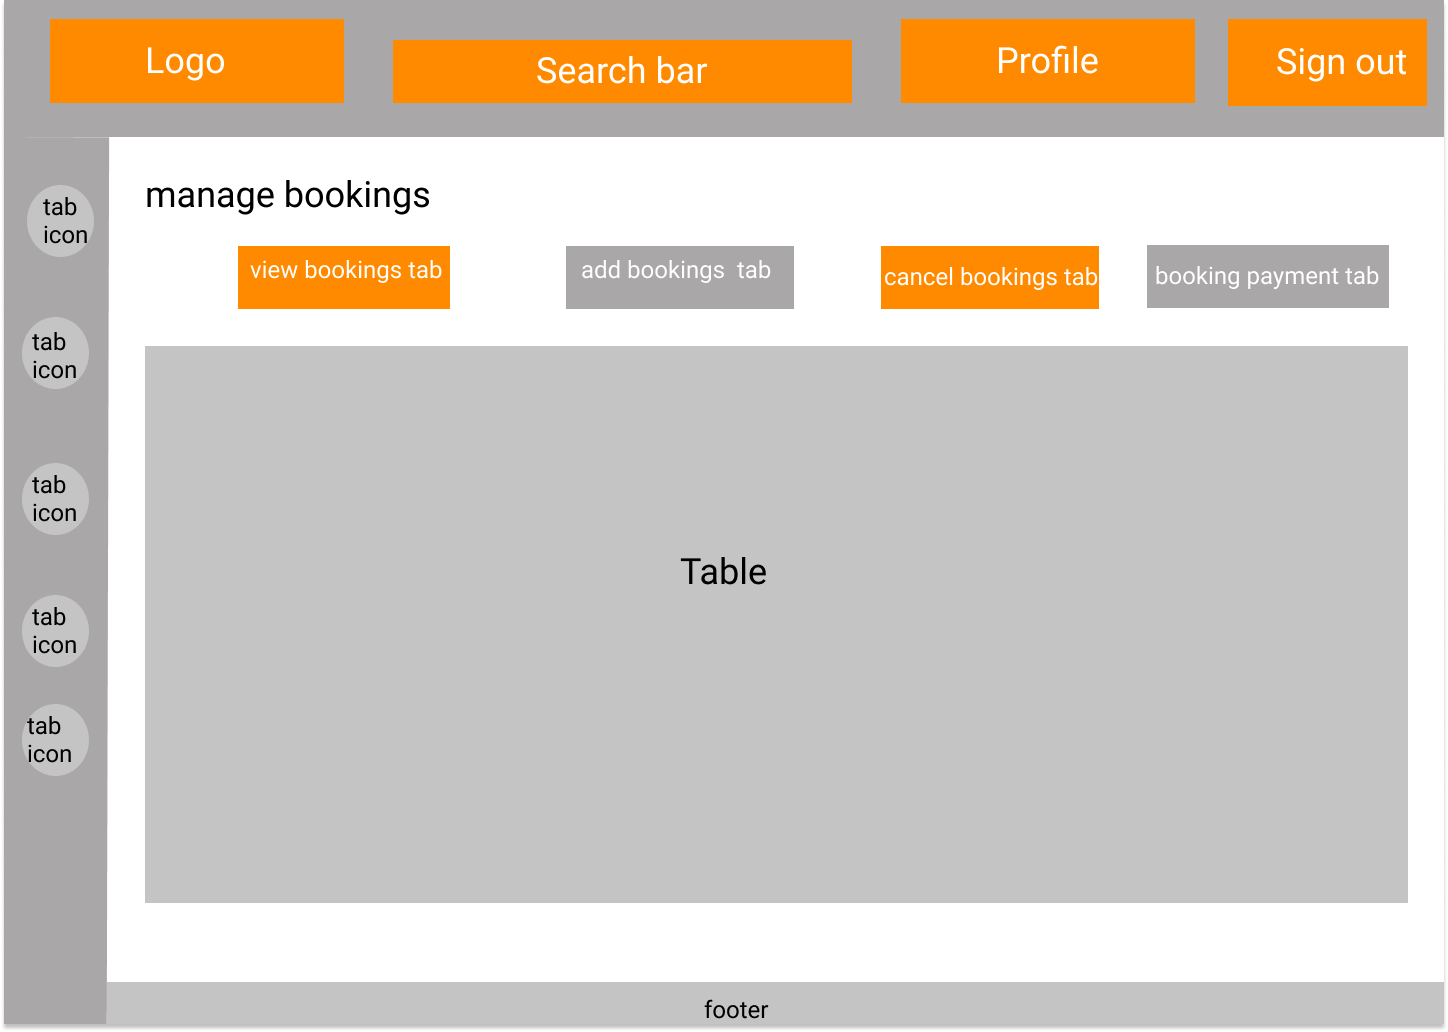 Logo
Search bar
Profile
Sign out
manage bookings
view bookings tab
add bookings  tab
cancel bookings tab
booking payment tab
tab
icon
tab
icon
tab
icon
tab
icon
tab
icon
Table
footer